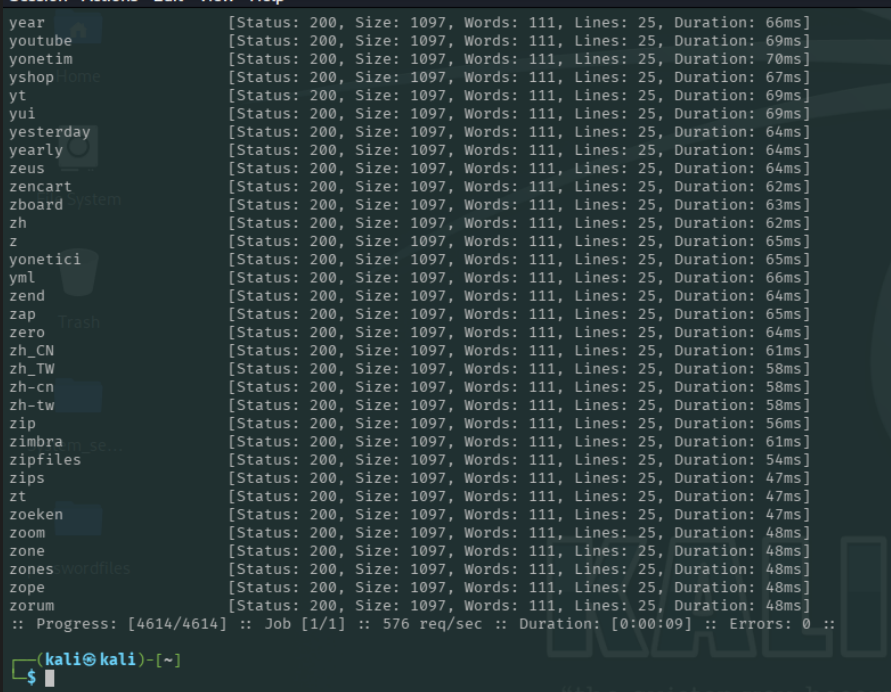 Session Actions Edit View Help
year [Status: 200, Size: 1097, Words: 111, Lines: 25, Duration: 66ms]
youtube [Status: 200, Size: 1097, Words: 111, Lines: 25, Duration: 69ms]
yonetim [Status: 200, Size: 1097, Words: 111, Lines: 25, Duration: 70ms]
yshop [Status: 200, Size: 1097, Words: 111, Lines: 25, Duration: 67ms]
Home
yt [Status: 200, Size: 1097, Words: 111, Lines: 25, Duration: 69ms]
yui [Status: 200, Size: 1097, Words: 111, Lines: 25, Duration: 69ms]
yesterday [Status: 200, Size: 1097, Words: 111, Lines: 25, Duration: 64ms]
yearly [Status: 200, Size: 1097, Words: 111, Lines: 25, Duration: 64ms]
zeus [Status: 200, Size: 1097, Words: 111, Lines: 25, Duration: 64ms]
zencart [Status: 200, Size: 1097, Words: 111, Lines: 25, Duration: 62ms]
System
zboard [Status: 200, Size: 1097, Words: 111, Lines: 25, Duration: 63ms]
zh [Status: 200, Size: 1097, Words: 111, Lines: 25, Duration: 62ms]
z [Status: 200, Size: 1097, Words: 111, Lines: 25, Duration: 65ms]
yonetici [Status: 200, Size: 1097, Words: 111, Lines: 25, Duration: 65ms]
yml [Status: 200, Size: 1097, Words: 111, Lines: 25, Duration: 66ms]
zend [Status: 200, Size: 1097, Words: 111, Lines: 25, Duration: 64ms]
zap [Status: 200, Size: 1097, Words: 111, Lines: 25, Duration: 65ms]
Trash
zero [Status: 200, Size: 1097, Words: 111, Lines: 25, Duration: 64ms]
zh_CN [Status: 200, Size: 1097, Words: 111, Lines: 25, Duration: 61ms]
zh_TW [Status: 200, Size: 1097, Words: 111, Lines: 25, Duration: 58ms]
zh-cn [Status: 200, Size: 1097, Words: 111, Lines: 25, Duration: 58ms]
zh-tw [Status: 200, Size: 1097, Words: 111, Lines: 25, Duration: 58ms]
zip [Status: 200, Size: 1097, Words: 111, Lines: 25, Duration: 56ms]
zimbra [Status: 200, Size: 1097, Words: 111, Lines: 25, Duration: 61ms]
zipfiles [Status: 200, Size: 1097, Words: 111, Lines: 25, Duration: 54ms]
zips [Status: 200, Size: 1097, Words: 111, Lines: 25, Duration: 47ms]
zt [Status: 200, Size: 1097, Words: 111, Lines: 25, Duration: 47ms]
zoeken [Status: 200, Size: 1097, Words: 111, Lines: 25, Duration: 47ms]
zoom [Status: 200, Size: 1097, Words: 111, Lines: 25, Duration: 48ms]
zone [Status: 200, Size: 1097, Words: 111, Lines: 25, Duration: 48ms]
zones [Status: 200, Size: 1097, Words: 111, Lines: 25, Duration: 48ms]
zope [Status: 200, Size: 1097, Words: 111, Lines: 25, Duration: 48ms]
zorum [Status: 200, Size: 1097, Words: 111, Lines: 25, Duration: 48ms]
KALI
:: Progress: [4614/4614] :: Job [1/1] :: 576 req/sec :: Duration: [0:00:09] :: Errors: 0 ::
┌──(kali㉿kali)-[~]
└─$